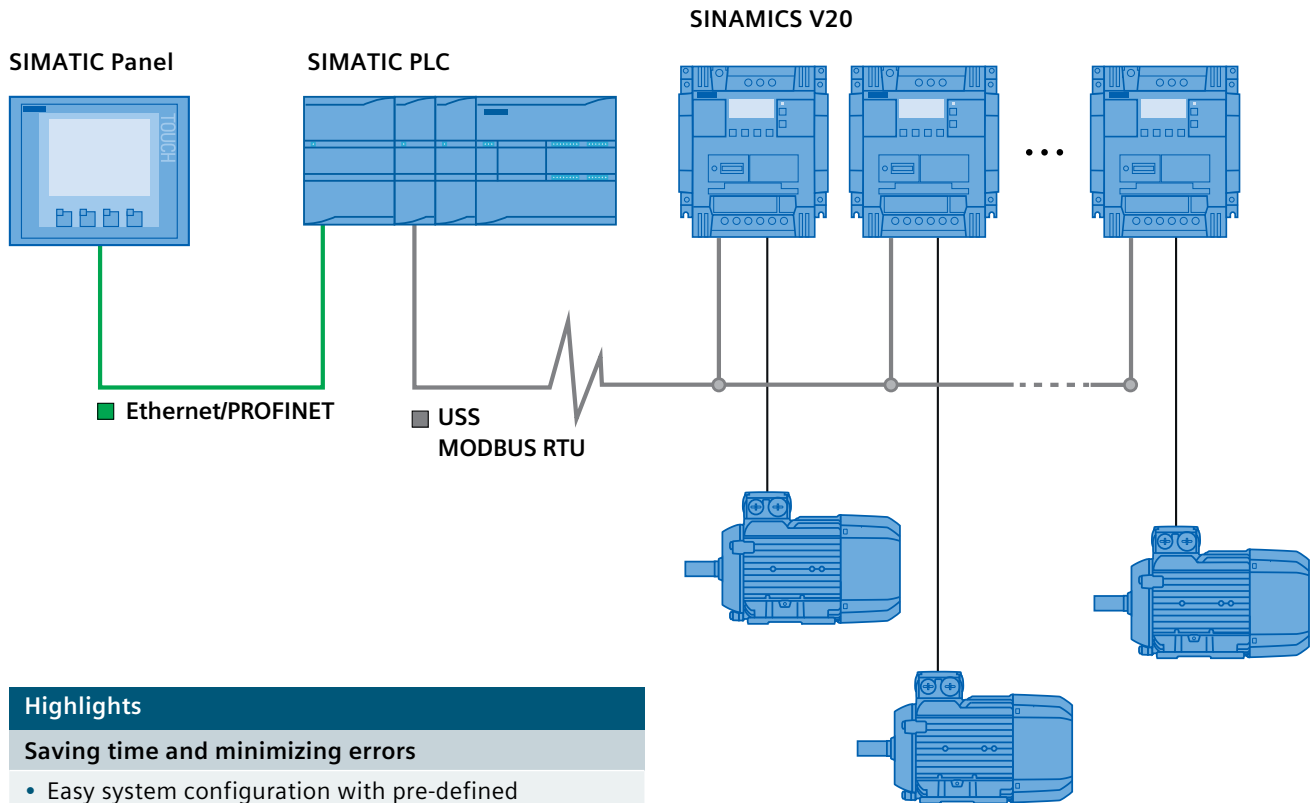 SINAMICS V20
SIMATIC Panel
SIMATIC PLC
TOUCH
Ethernet/PROFINET
USS
MODBUS RTU
Highlights
Saving time and minimizing errors
• Easy system configuration with pre-defined